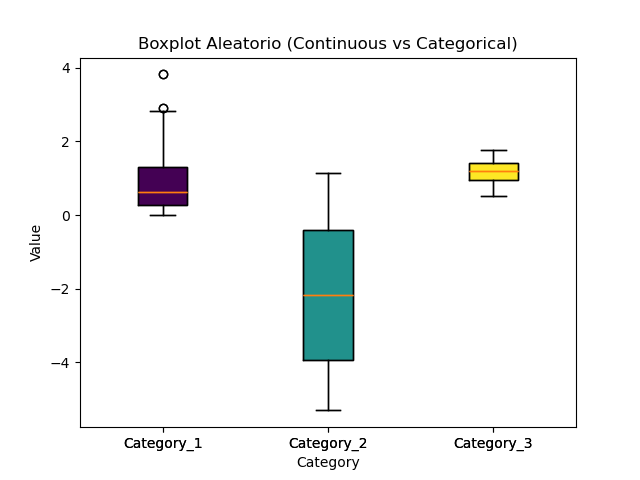 Boxplot Aleatorio (Continuous vs Categorical)
4
2
0
−2
−4
Value
Category_1 Category_2 Category_3
Category